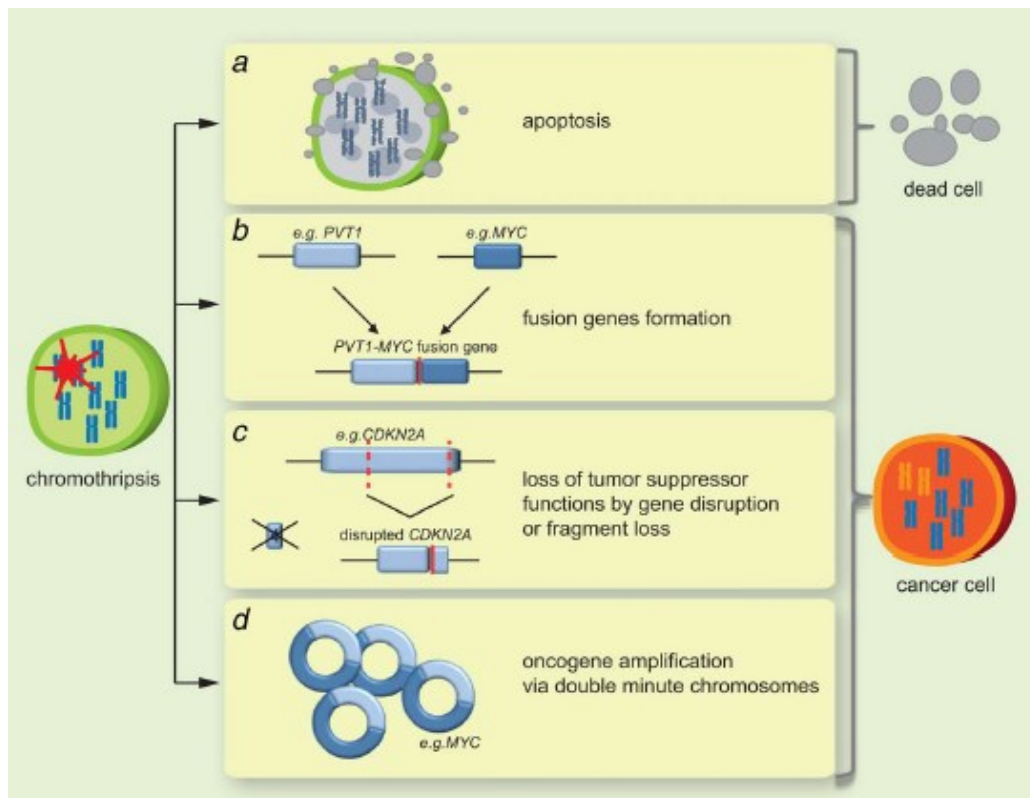 a
apoptosis
dead cell
b
e.g. PVT1
e.g.MYC
PVT1-MYC fusion gene
fusion genes formation
chromothripsis
c
e.g.CDKN2A
disrupted CDKN2A
loss of tumor suppressor
functions by gene disruption
or fragment loss
cancer cell
d
e.g.MYC
oncogene amplification
via double minute chromosomes